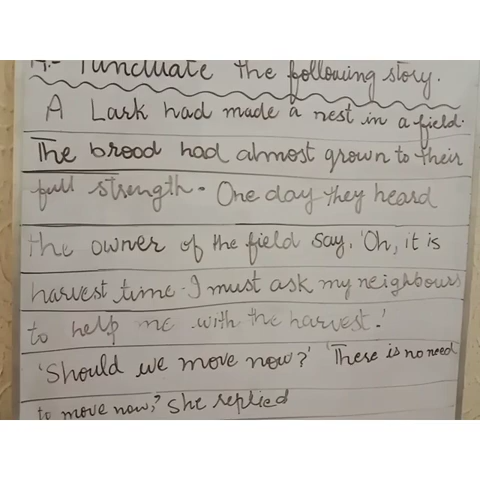 A.- Punctuate the following story.
A Lark had made a nest in a field.
The brood had almost grown to their
full strength. One day they heard
the owner of the field say, 'Oh, it is
harvest time. I must ask my neighbours
to help me with the harvest.'
'Should we move now?' 'There is no need
to move now,' she replied